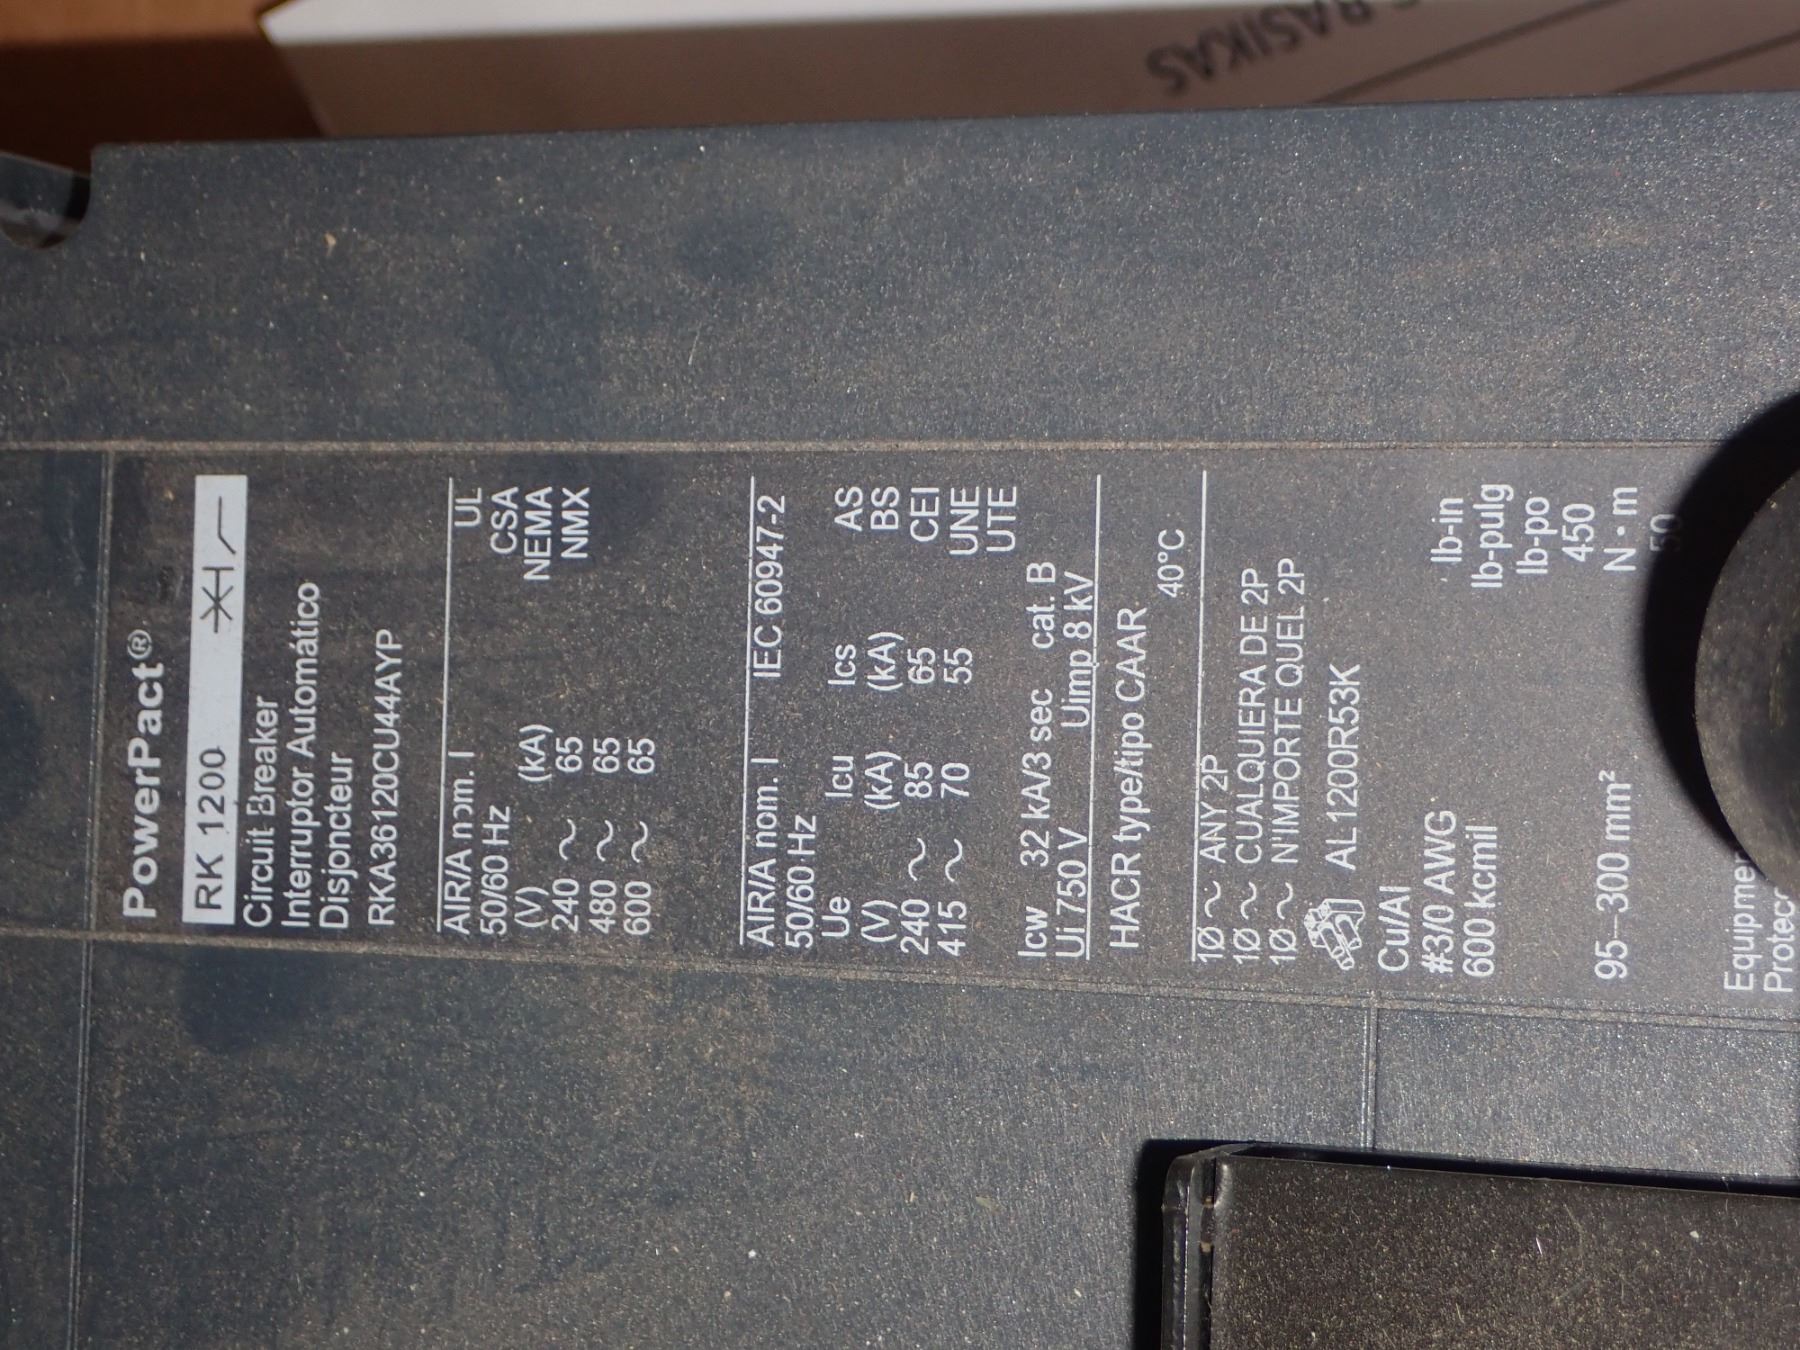 RASIKAS
PowerPact®
RK 1200
Circuit Breaker
Interruptor Automático
Disjoncteur
RKA36120CU44AYP
AIR/A nom. I UL
50/60 Hz CSA
(V) (kA) NEMA
240 ~ 65 NMX
480 ~ 65
600 ~ 65
AIR/A nom. I IEC 60947-2
50/60 Hz
Ue Icu Ics AS
(V) (kA) (kA) BS
240 ~ 85 65 CEI
415 ~ 70 55 UNE
UTE
Icw 32 kA/3 sec cat. B
Ui 750 V Uimp 8 kV
HACR type/tipo CAAR
40°C
1Ø ~ ANY 2P
1Ø ~ CUALQUIERA DE 2P
1Ø ~ N'IMPORTE QUEL 2P
AL1200R53K
Cu/Al
#3/0 AWG lb-in
600 kcmil lb-pulg
lb-po
450
95–300 mm² N • m
50